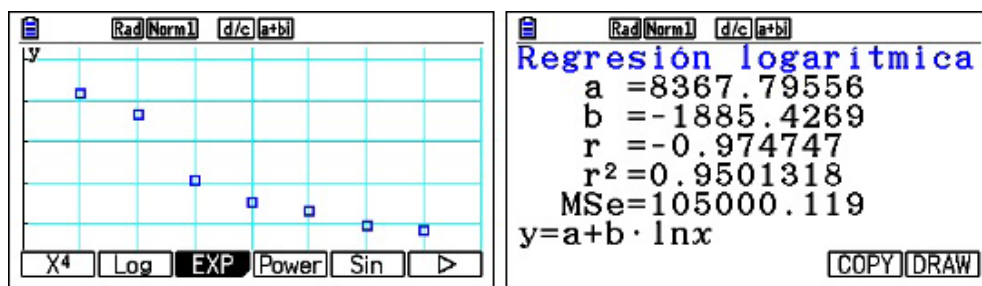 Rad Norm1 d/c a+bi
y
X⁴ Log EXP Power Sin ▷
Rad Norm1 d/c a+bi
Regresión logarítmica
a =8367.79556
b =-1885.4269
r =-0.974747
r²=0.9501318
MSe=105000.119
y=a+b·lnx
COPY DRAW